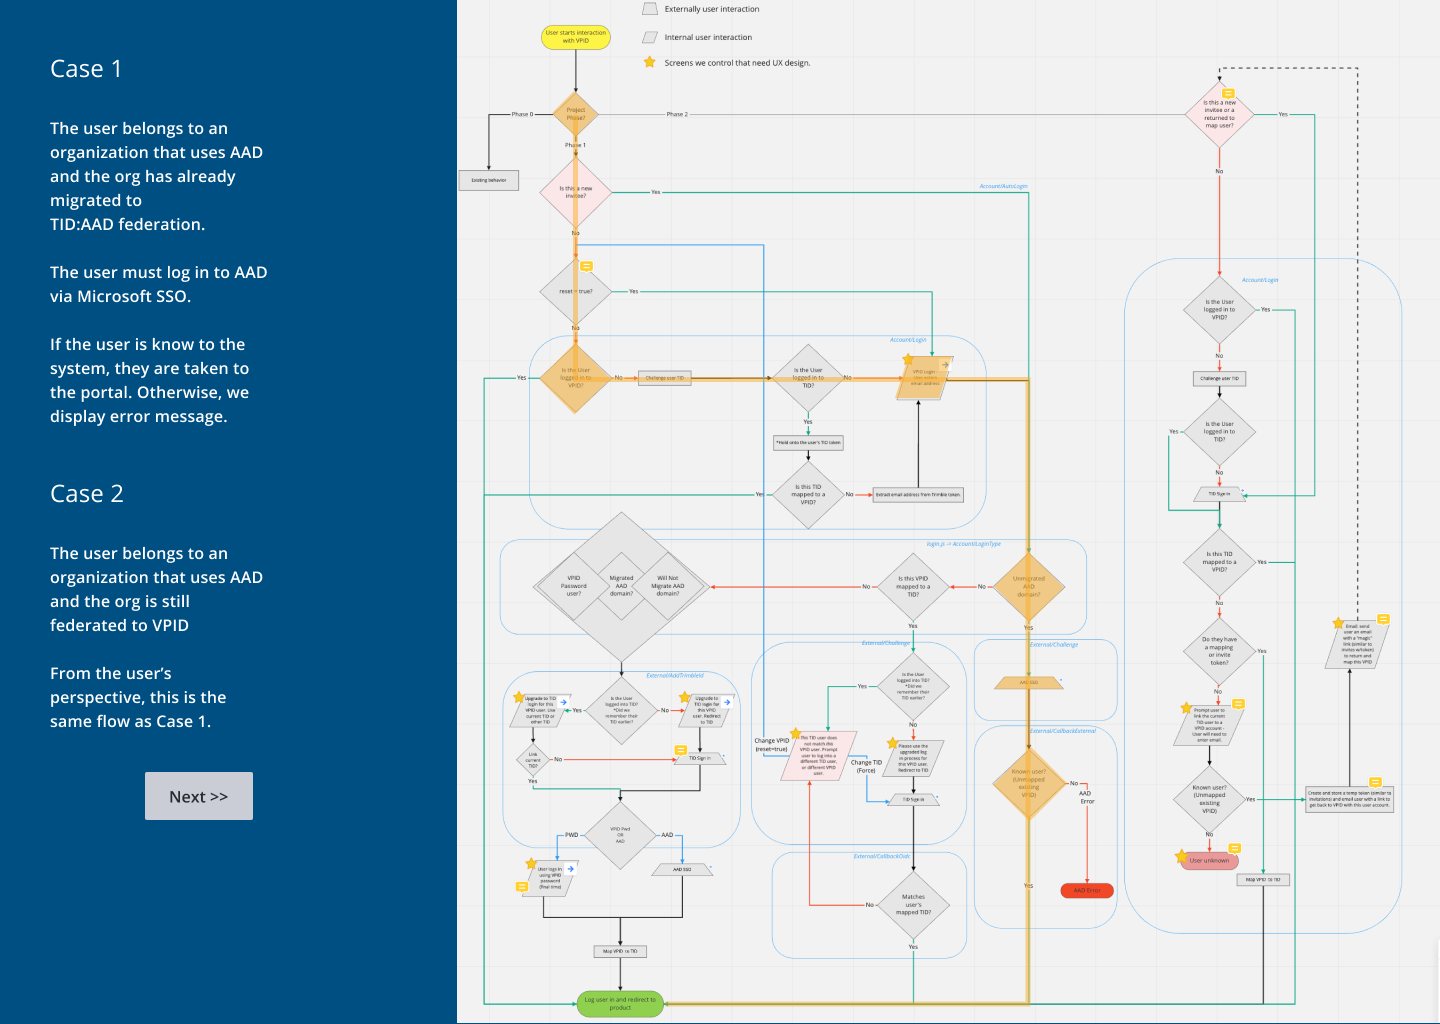 Case 1
The user belongs to an
organization that uses AAD
and the org has already
migrated to
TID:AAD federation.
The user must log in to AAD
via Microsoft SSO.
If the user is know to the
system, they are taken to
the portal. Otherwise, we
display error message.
Case 2
The user belongs to an
organization that uses AAD
and the org is still
federated to VPID
From the user’s
perspective, this is the
same flow as Case 1.
Next >>
Externally user interaction
Internal user interaction
Screens we control that need UX design.
User starts interaction
with VPID
Project
Phase?
Phase 0
Phase 2
Phase 1
Existing behavior
Is this a new
invitee?
Yes
Account/AutoLogin
No
reset = true?
Yes
No
Account/Login
Is the User
logged in to
VPID?
Yes
No
Challenge user TID
Is the User
logged in to
TID?
No
VPID login
email address
Yes
*Hold onto the user's TID token
Is this TID
mapped to a
VPID?
Yes
No
Extract email address from Trimble token.
login.js -> Account/LoginType
VPID
Password
user?
Migrated
AAD
domain?
Will Not
Migrate AAD
domain?
No
Is this VPID
mapped to a
TID?
No
Unmigrated
AAD
domain?
Yes
Yes
External/AddTrimbleId
Upgrade to TID
login for this
VPID user. Use
current TID or
other TID
Yes
Is the User
logged into TID?
*Did we
remember their
TID earlier?
No
Upgrade to
TID login for
this VPID
user. Redirect
to TID
Link
current
TID?
No
TID Sign in
Yes
VPID Pwd
OR
AAD
PWD
AAD
User logs in
using VPID
password
(final time)
AAD SSO
Map VPID to TID
Log user in and redirect to
product
External/Challenge
Is the User
logged into TID?
*Did we
remember their
TID earlier?
Yes
No
Change VPID
(reset=true)
This TID user does
not match this
VPID user. Prompt
user to log into a
different TID user,
or different VPID
user.
Change TID
(Force)
Please use the
upgraded log
in process for
this VPID user.
Redirect to TID
TID Sign in
External/CallbackOidc
No
Matches
user's
mapped TID?
Yes
External/Challenge
AAD SSO
External/CallbackExternal
Known user?
(Unmapped
existing
VPID)
No
AAD
Error
Yes
AAD Error
Is this a new
invitee or a
returned to
map user?
Yes
No
Account/Login
Is the User
logged in to
VPID?
Yes
No
Challenge user TID
Is the User
logged in to
TID?
Yes
No
TID Sign in
Is this TID
mapped to a
VPID?
Yes
No
Do they have
a mapping
or invite
token?
Yes
No
Prompt user to
link the current
TID user to a
VPID account -
User will need to
enter email.
Known user?
(Unmapped
existing
VPID)
Yes
No
User unknown
Map VPID to TID
Email: send
user an email
with a "magic"
link (similar to
invites w/token)
to return and
map this VPID
Create and store a temp token (similar to
invitations) and email user with a link to
get back to VPID with this user account.